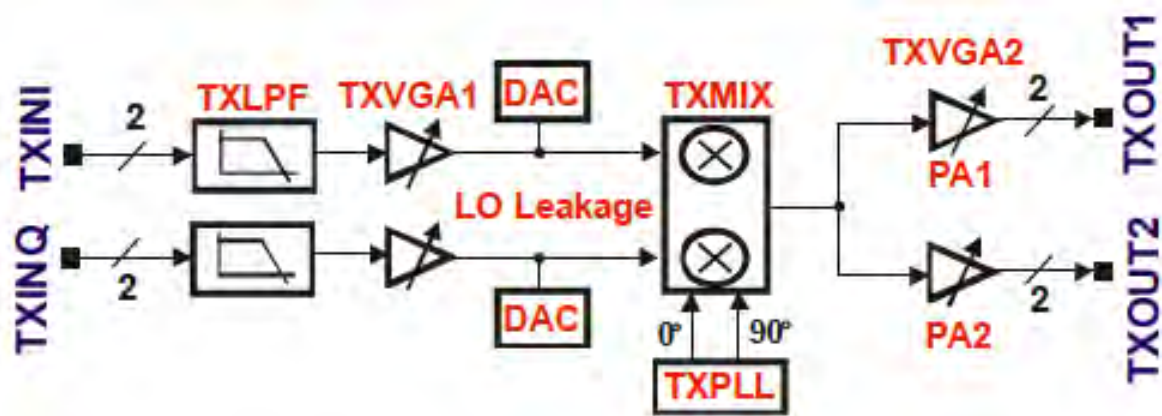 TXINI
2
TXLPF
TXVGA1
DAC
TXMIX
TXVGA2
2
TXOUT1
PA1
LO Leakage
TXINQ
2
DAC
0°
90°
TXPLL
PA2
2
TXOUT2